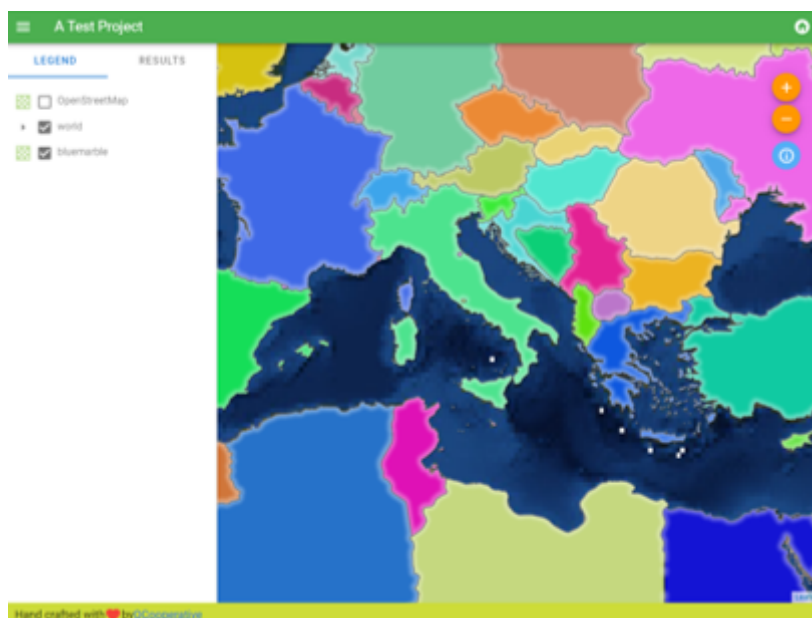 A Test Project
LEGEND RESULTS
OpenStreetMap
world
bluemarble
Hand crafted with ❤ by QCooperative